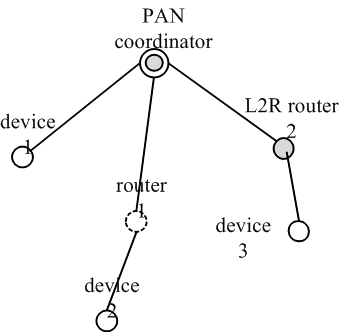 PAN
coordinator
L2R router
2
device
1
router
1
device
3
device
2